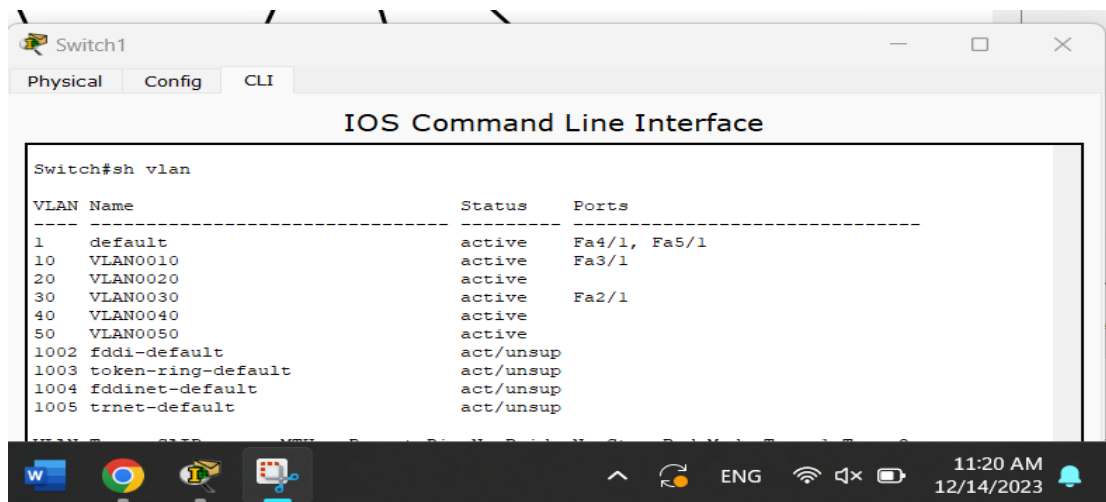 Switch1
Physical Config CLI
IOS Command Line Interface
Switch#sh vlan
VLAN Name Status Ports
---- -------------------------------- --------- -------------------------------
1 default active Fa4/1, Fa5/1
10 VLAN0010 active Fa3/1
20 VLAN0020 active
30 VLAN0030 active Fa2/1
40 VLAN0040 active
50 VLAN0050 active
1002 fddi-default act/unsup
1003 token-ring-default act/unsup
1004 fddinet-default act/unsup
1005 trnet-default act/unsup
W ENG 11:20 AM
12/14/2023